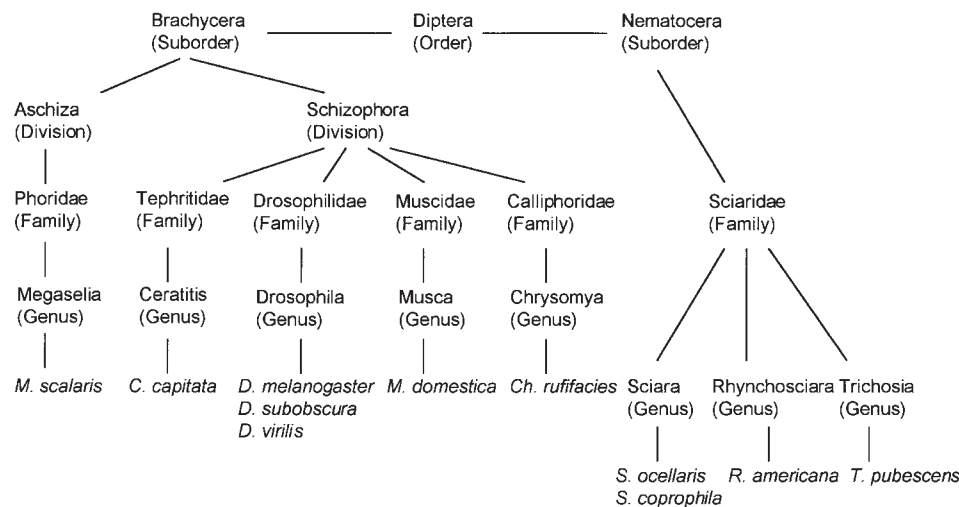 Brachycera
(Suborder)
Diptera
(Order)
Nematocera
(Suborder)
Aschiza
(Division)
Schizophora
(Division)
Phoridae
(Family)
Tephritidae
(Family)
Drosophilidae
(Family)
Muscidae
(Family)
Calliphoridae
(Family)
Sciaridae
(Family)
Megaselia
(Genus)
Ceratitis
(Genus)
Drosophila
(Genus)
Musca
(Genus)
Chrysomya
(Genus)
M. scalaris
C. capitata
D. melanogaster
D. subobscura
D. virilis
M. domestica
Ch. rufifacies
Sciara
(Genus)
Rhynchosciara
(Genus)
Trichosia
(Genus)
S. ocellaris
S. coprophila
R. americana
T. pubescens